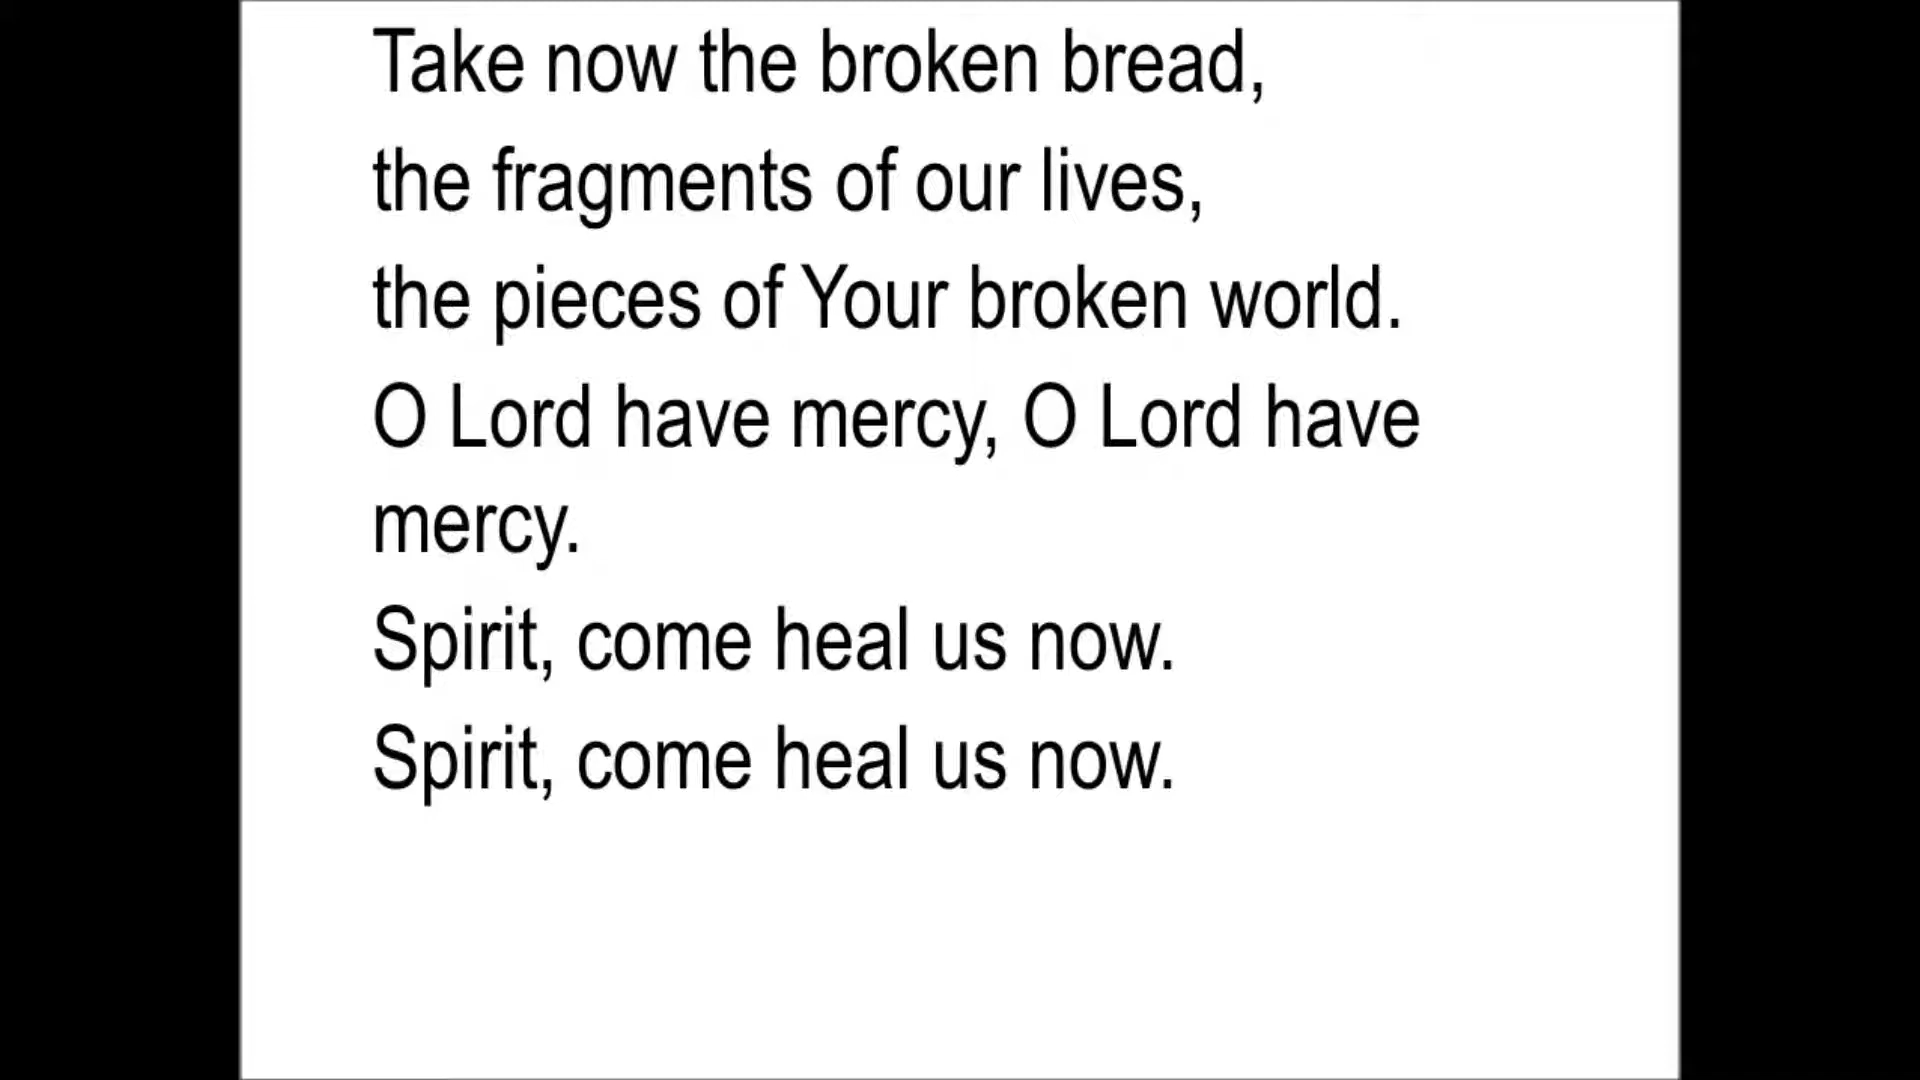 Take now the broken bread,
the fragments of our lives,
the pieces of Your broken world.
O Lord have mercy, O Lord have
mercy.
Spirit, come heal us now.
Spirit, come heal us now.